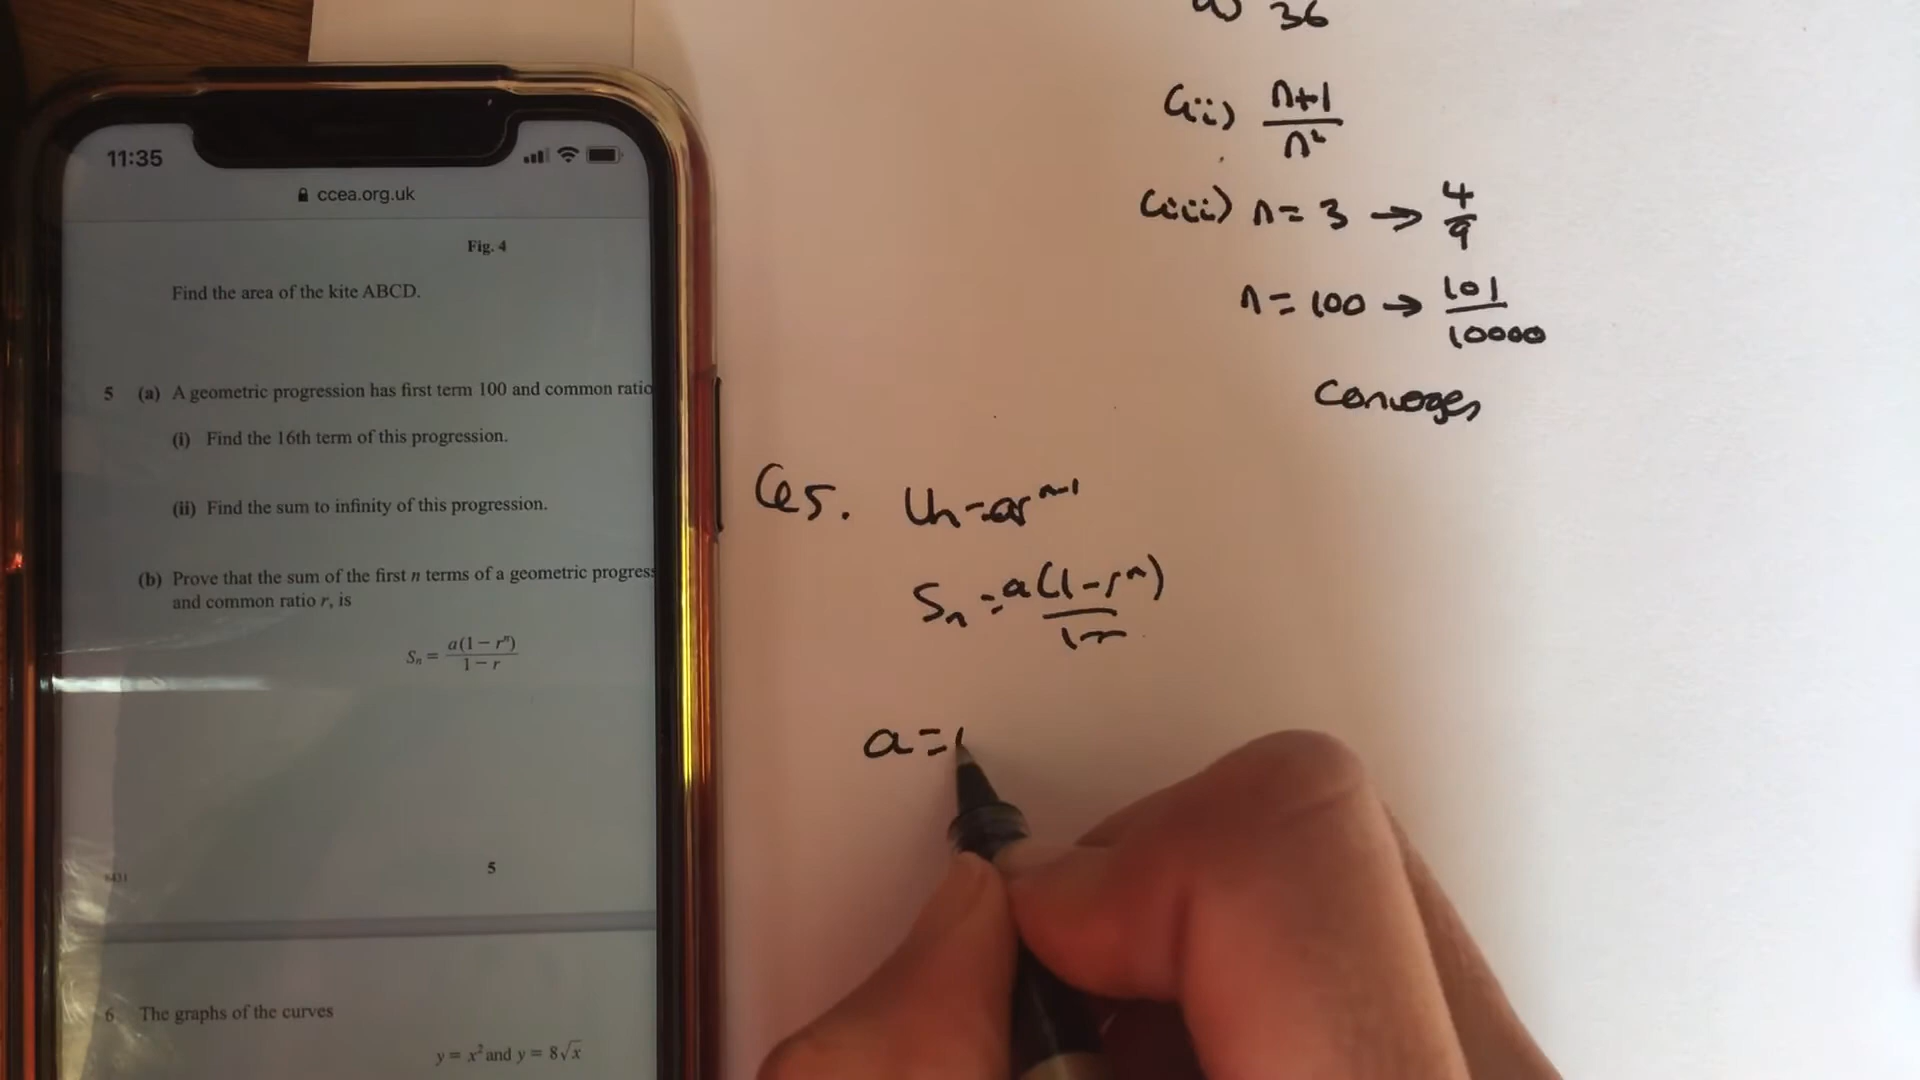 11:35
ccea.org.uk
Fig. 4
Find the area of the kite ABCD.
5 (a) A geometric progression has first term 100 and common ratio
(i) Find the 16th term of this progression.
(ii) Find the sum to infinity of this progression.
(b) Prove that the sum of the first n terms of a geometric progress
and common ratio r, is
Sₙ = a(1 − rⁿ) / 1 − r
5
6 The graphs of the curves
y = x² and y = 8√x
36
(ii) n+1 / n²
(iii) n = 3 → 4/9
n = 100 → 101/10000
Converges
Q5. Un = arⁿ⁻¹
Sₙ = a(1-rⁿ) / 1-r
a =